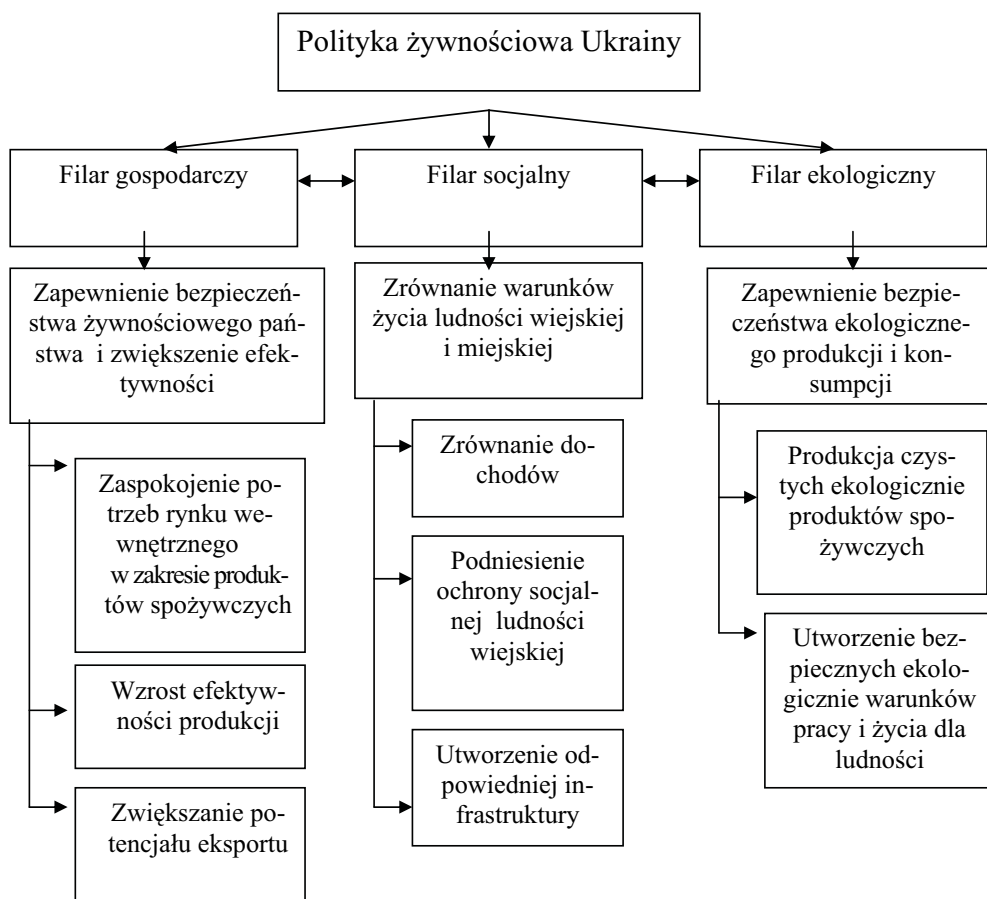 Polityka żywnościowa Ukrainy
Filar gospodarczy
Filar socjalny
Filar ekologiczny
Zapewnienie bezpieczeń-
stwa żywnościowego pań-
stwa i zwiększenie efek-
tywności
Zrównanie warunków
życia ludności wiejskiej
i miejskiej
Zapewnienie bezpie-
czeństwa ekologiczne-
go produkcji i kon-
sumpcji
Zaspokojenie po-
trzeb rynku we-
wnętrznego
w zakresie produk-
tów spożywczych
Wzrost efektyw-
ności produkcji
Zwiększanie po-
tencjału eksportu
Zrównanie do-
chodów
Podniesienie
ochrony socjal-
nej ludności
wiejskiej
Utworzenie od-
powiedniej in-
frastruktury
Produkcja czys-
tych ekologicznie
produktów spo-
żywczych
Utworzenie bez-
piecznych ekolo-
gicznie warunków
pracy i życia dla
ludności